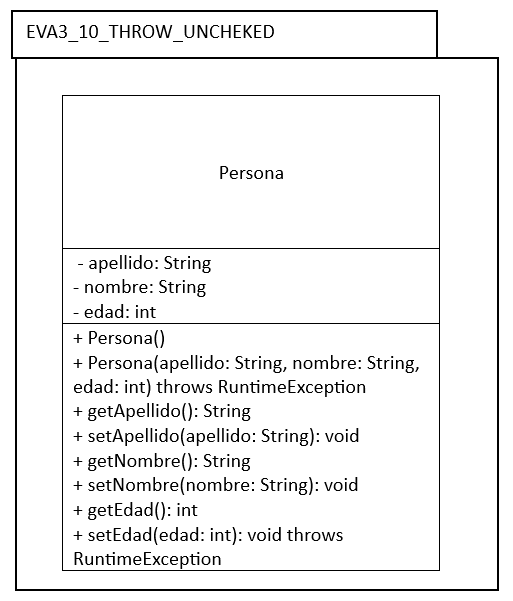 EVA3_10_THROW_UNCHEKED
Persona
- apellido: String
- nombre: String
- edad: int
+ Persona()
+ Persona(apellido: String, nombre: String,
edad: int) throws RuntimeException
+ getApellido(): String
+ setApellido(apellido: String): void
+ getNombre(): String
+ setNombre(nombre: String): void
+ getEdad(): int
+ setEdad(edad: int): void throws
RuntimeException